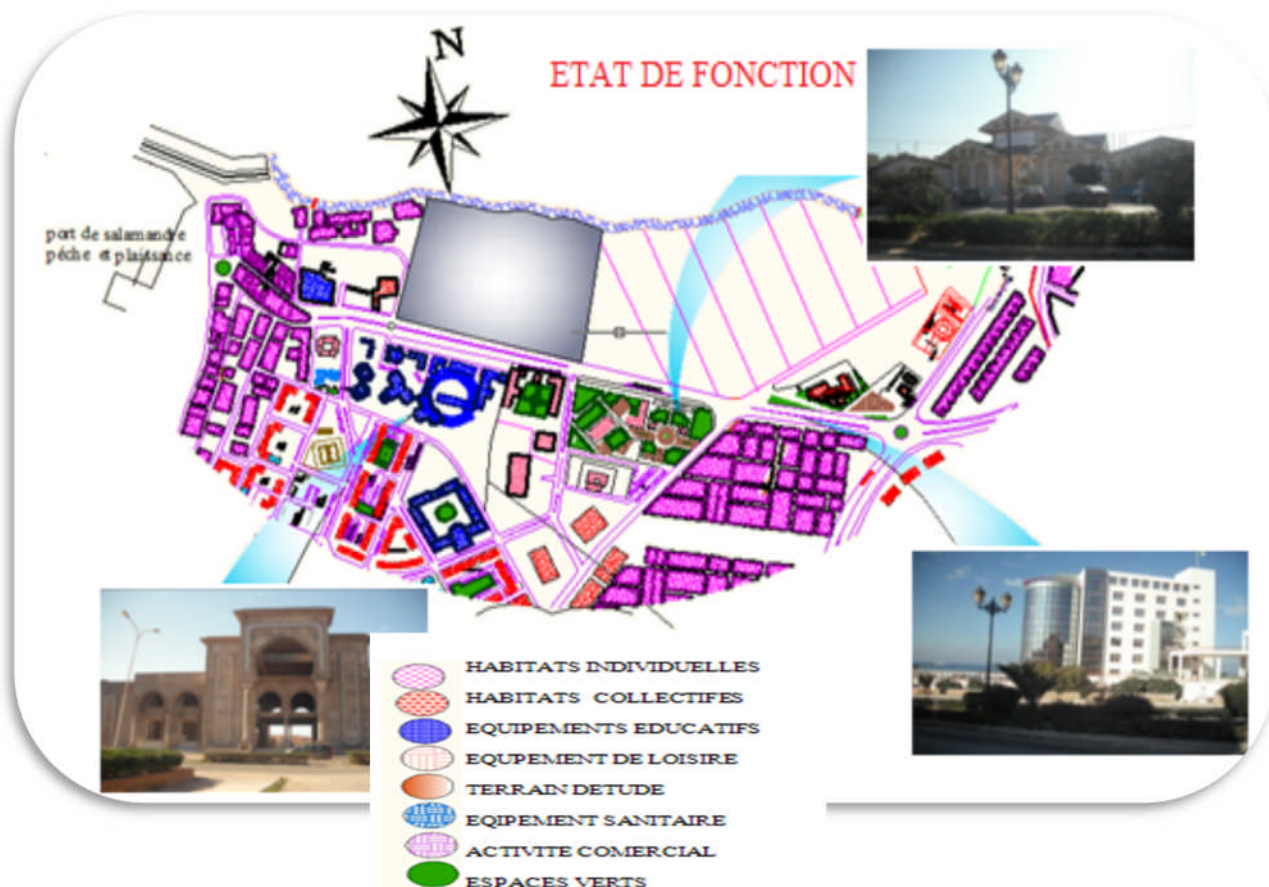 N
ETAT DE FONCTION
port de salamandre
pêche et plaissance
HABITATS INDIVIDUELLES
HABITATS COLLECTIFES
EQUIPEMENTS EDUCATIFS
EQUPEMENT DE LOISIRE
TERRAIN DETUDE
EQIPEMENT SANITAIRE
ACTIVITE COMERCIAL
ESPACES VERTS